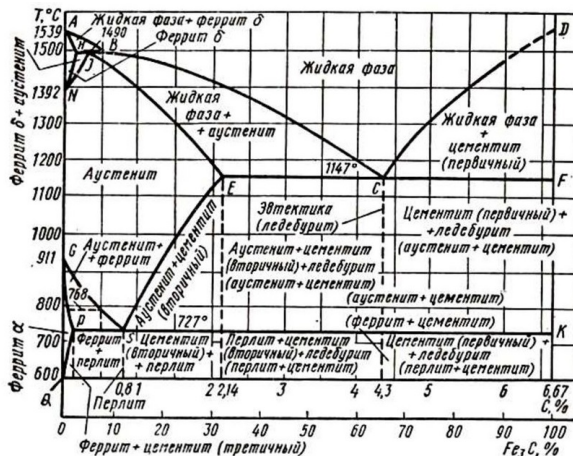 T,°C
1539
1500
1392
1300
1200
1100
1000
911
800
700
600
A
H
J
B
N
D
E
C
F
G
P
S
K
Q
1490
Жидкая фаза + феррит δ
Феррит δ
Феррит δ + аустенит
Жидкая фаза
Жидкая
фаза +
+ аустенит
Жидкая фаза
+
цементит
(первичный)
Аустенит
1147°
Эвтектика
(ледебурит)
Цементит (первичный) +
+ ледебурит
(аустенит + цементит)
Аустенит +
+ феррит
Аустенит + цементит
(вторичный)
Аустенит + цементит
(вторичный) + ледебурит
(аустенит + цементит)
(аустенит + цементит)
768
727°
(феррит + цементит)
Феррит α
Феррит +
перлит
Цементит
(вторичный) +
+ перлит
Перлит + цементит
(вторичный) + ледебурит
(перлит + цементит)
Цементит (первичный) +
+ ледебурит
(перлит + цементит)
0,8 1 2 2,14 3 4 4,3 5 6 6,67
C, %
Перлит
0 10 20 30 40 50 60 70 80 90 100
Феррит + цементит (третичный)
Fe₃C, %